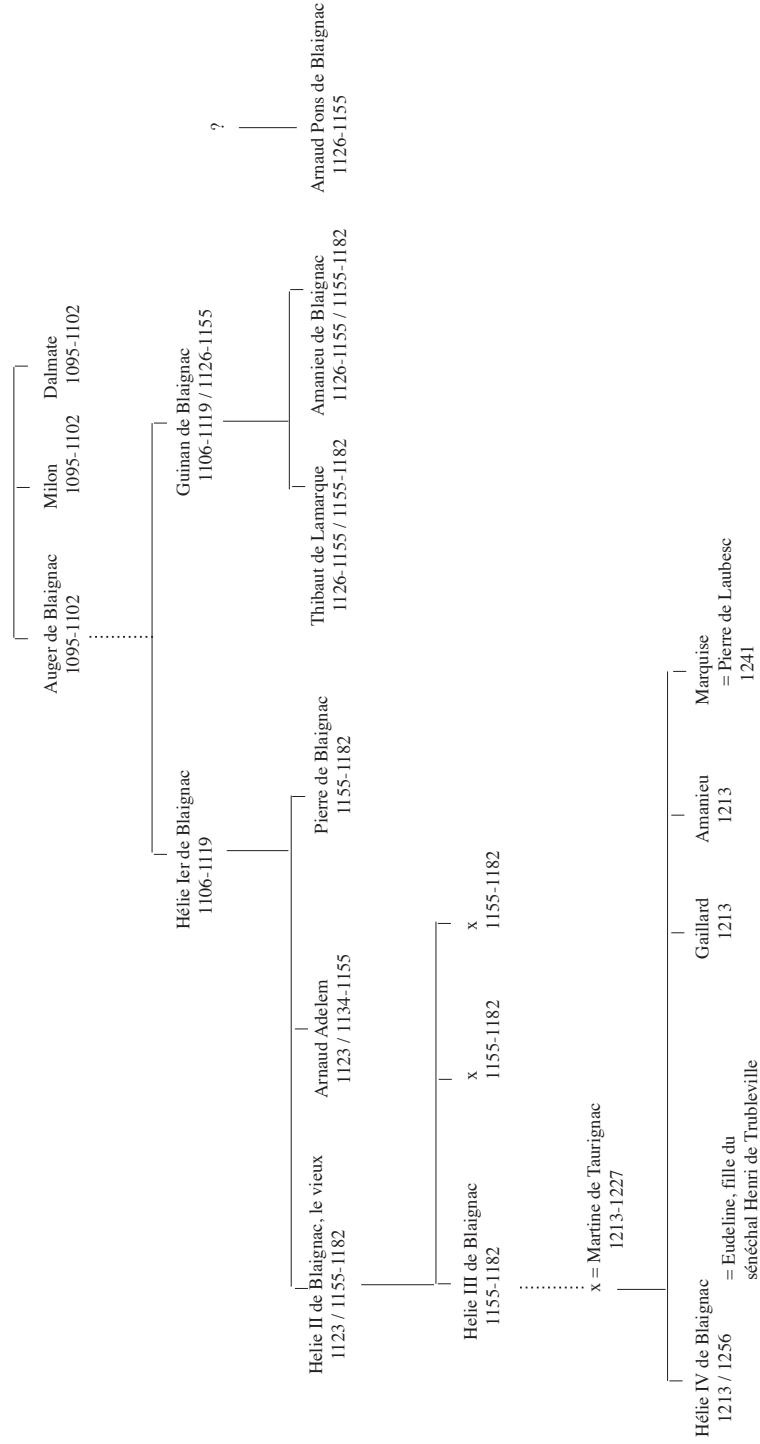 Auger de Blaignac
1095-1102
Milon
1095-1102
Dalmate
1095-1102
Hélie Ier de Blaignac
1106-1119
Guinan de Blaignac
1106-1119 / 1126-1155
?
Helie II de Blaignac, le vieux
1123 / 1155-1182
Arnaud Adelem
1123 / 1134-1155
Pierre de Blaignac
1155-1182
Thibaut de Lamarque
1126-1155 / 1155-1182
Amanieu de Blaignac
1126-1155 / 1155-1182
Arnaud Pons de Blaignac
1126-1155
Helie III de Blaignac
1155-1182
x
1155-1182
x
1155-1182
x = Martine de Taurignac
1213-1227
Hélie IV de Blaignac
1213 / 1256
= Eudeline, fille du
sénéchal Henri de Trubleville
Gaillard
1213
Amanieu
1213
Marquise
= Pierre de Laubesc
1241